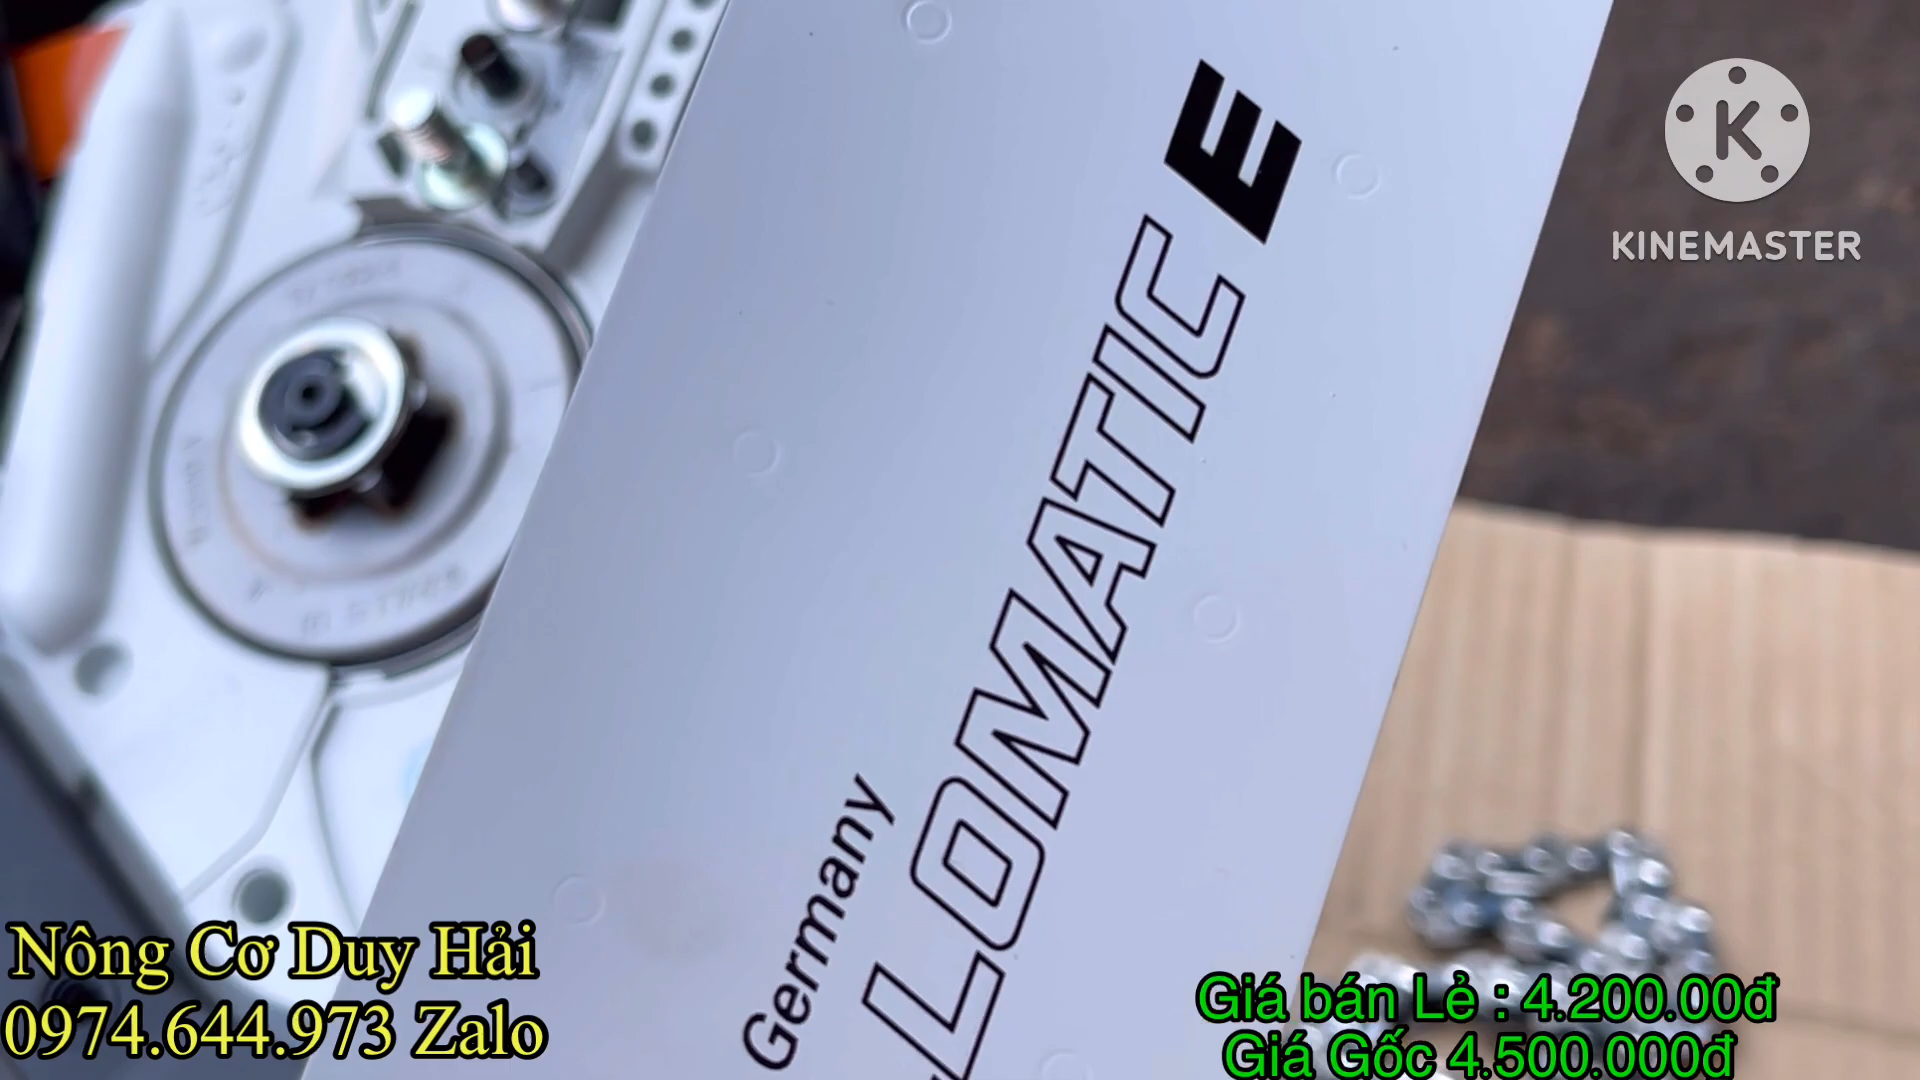 K
KINEMASTER
LOMATIC E
Germany
Nông Cơ Duy Hải
0974.644.973 Zalo
Giá bán Lẻ : 4.200.00đ
Giá Gốc 4.500.000đ